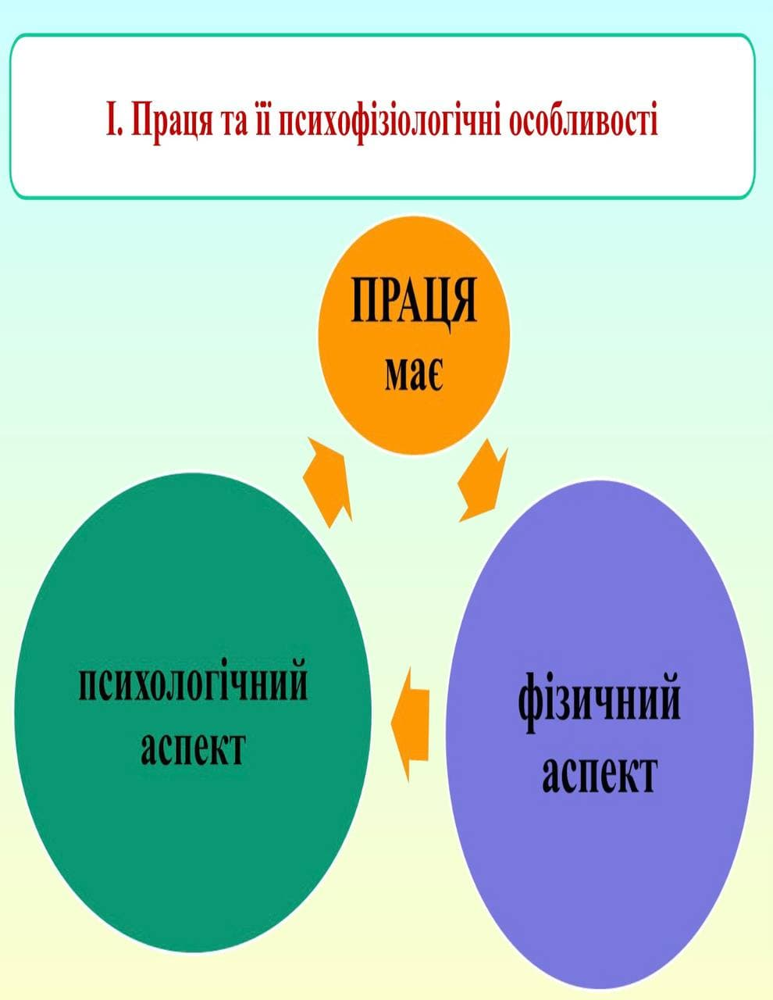 І. Праця та її психофізіологічні особливості
ПРАЦЯ
має
психологічний
аспект
фізичний
аспект